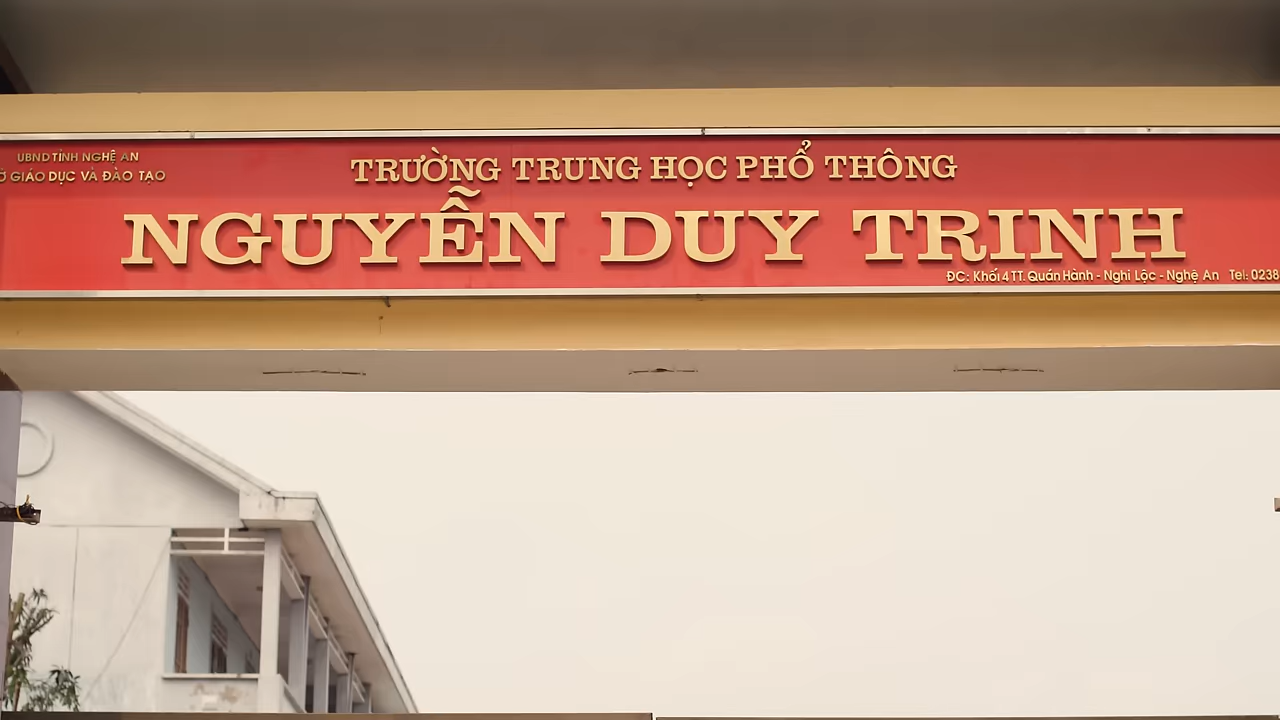 UBND TỈNH NGHỆ AN
GIÁO DỤC VÀ ĐÀO TẠO
TRƯỜNG TRUNG HỌC PHỔ THÔNG
NGUYỄN DUY TRINH
ĐC: Khối 4 TT. Quán Hành - Nghi Lộc - Nghệ An Tel: 0238